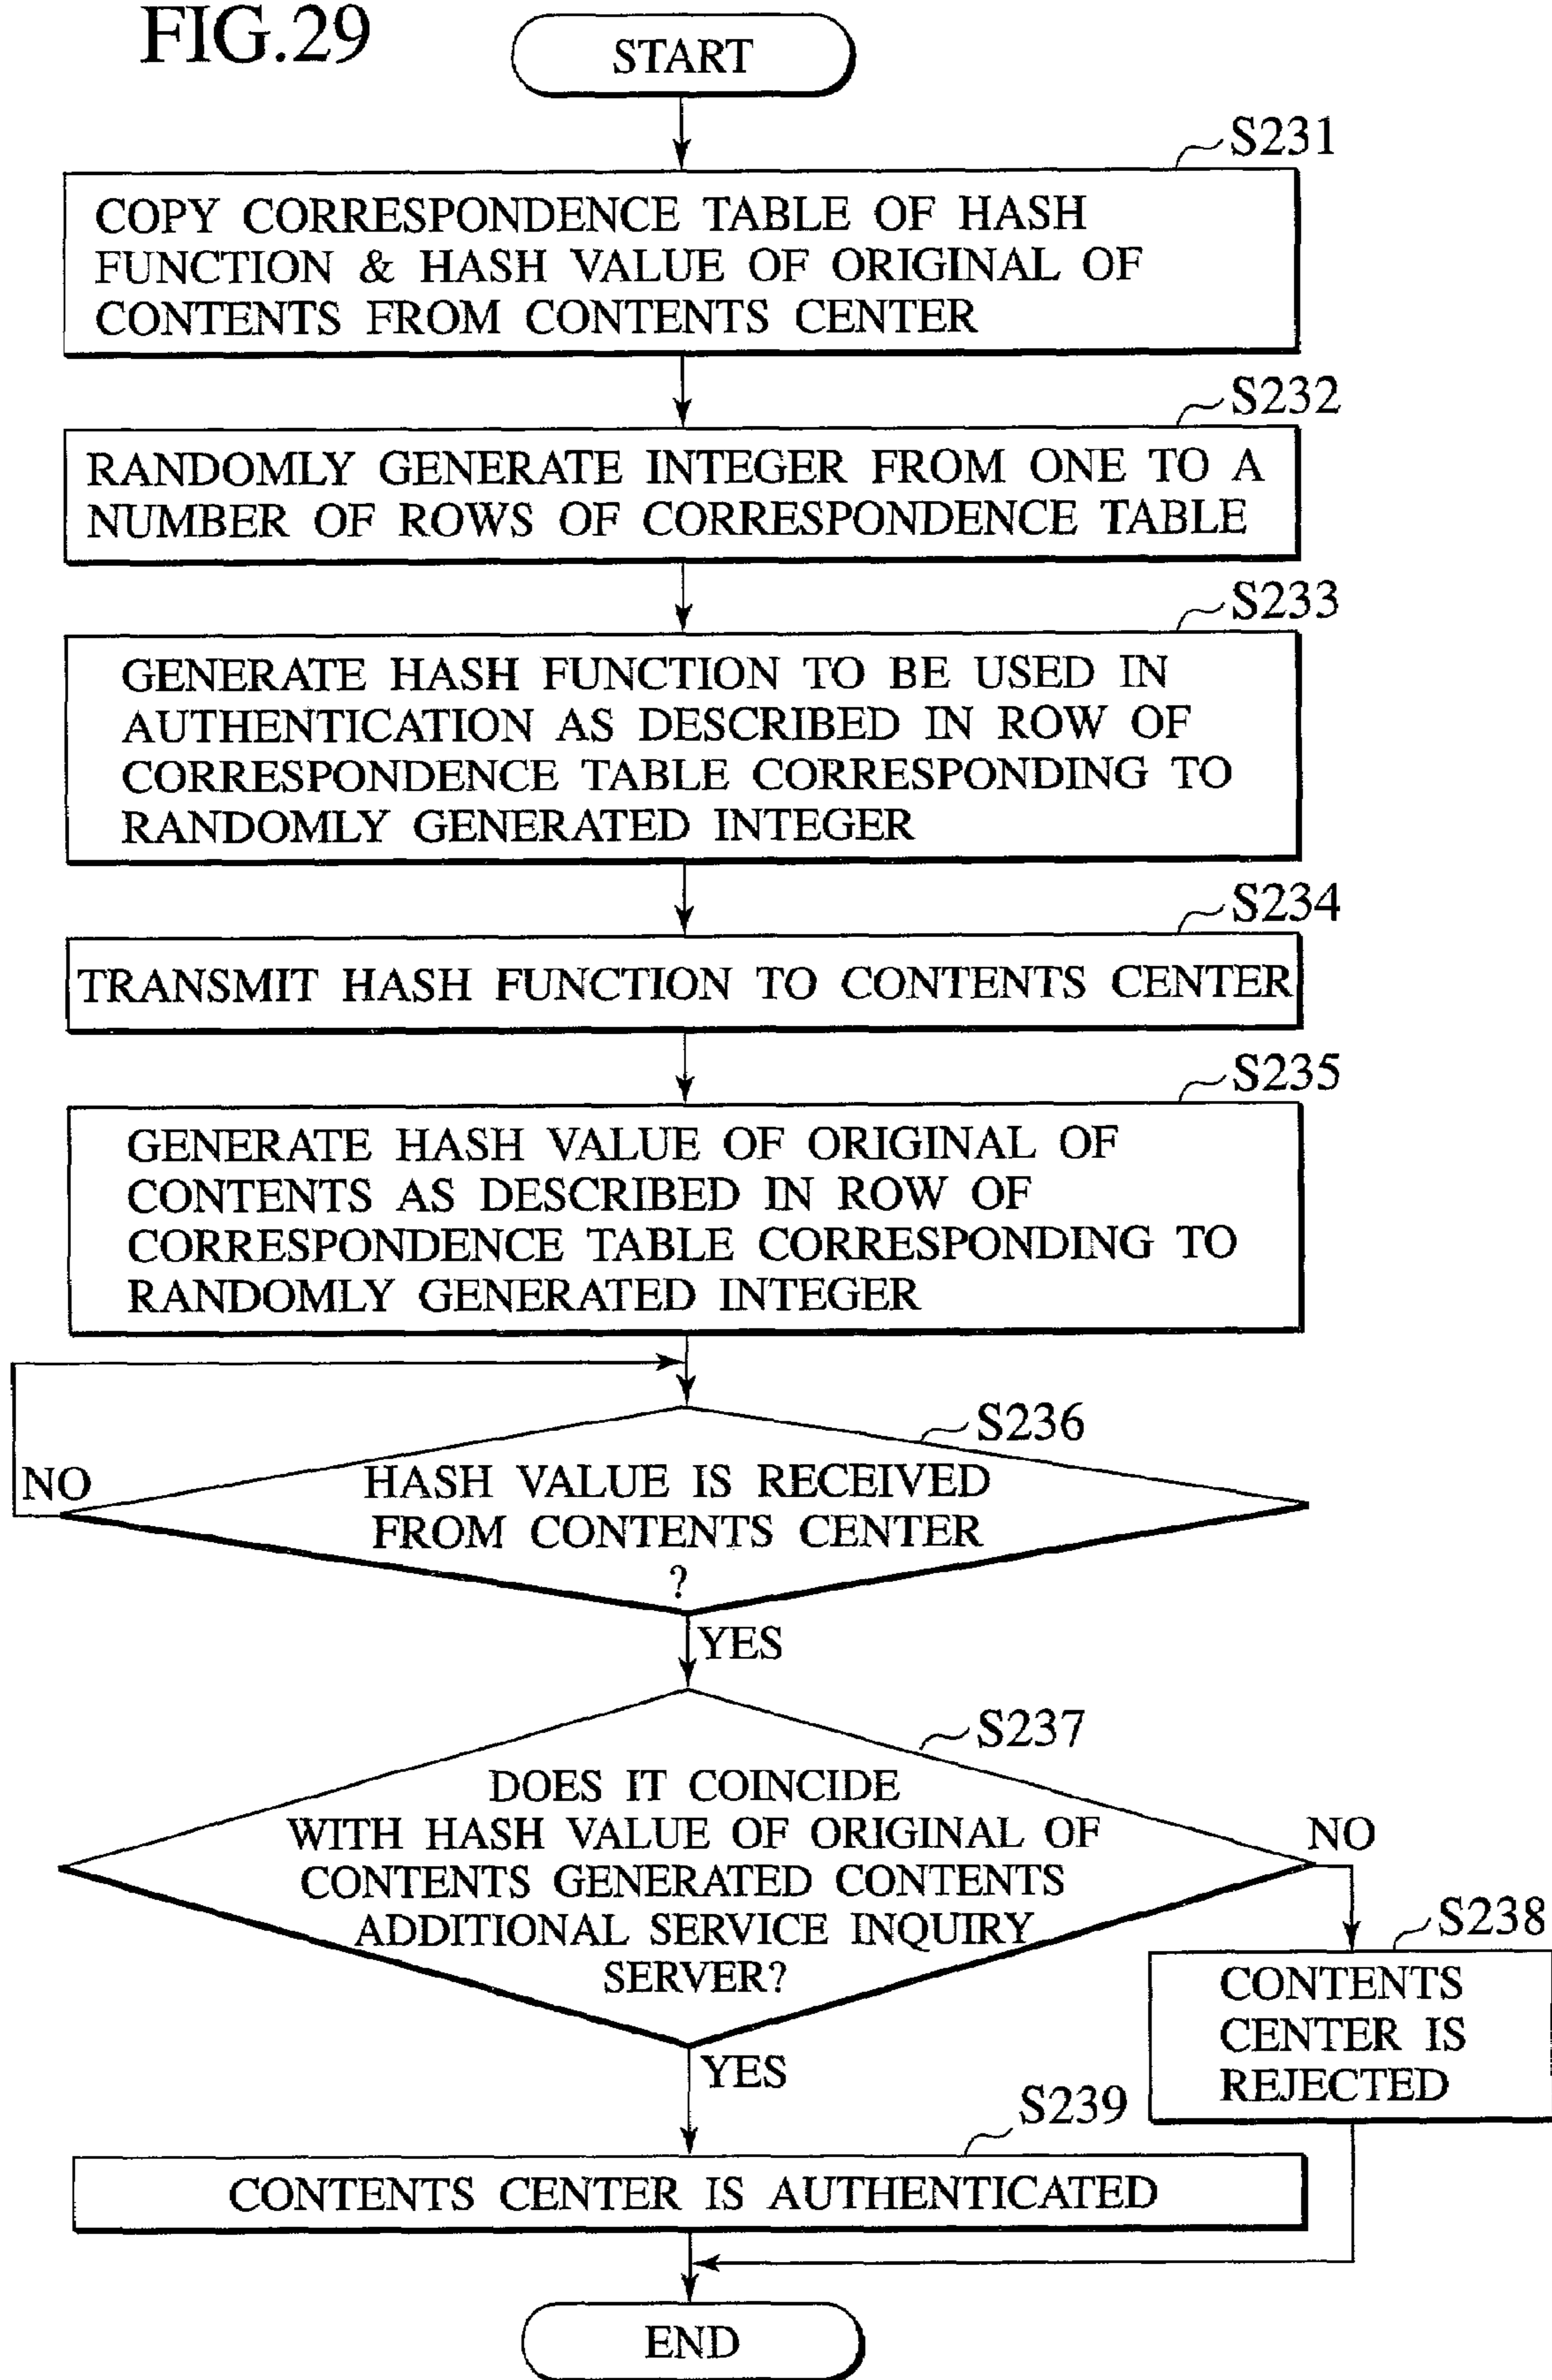 FIG.29
START
S231
COPY CORRESPONDENCE TABLE OF HASH
FUNCTION & HASH VALUE OF ORIGINAL OF
CONTENTS FROM CONTENTS CENTER
S232
RANDOMLY GENERATE INTEGER FROM ONE TO A
NUMBER OF ROWS OF CORRESPONDENCE TABLE
S233
GENERATE HASH FUNCTION TO BE USED IN
AUTHENTICATION AS DESCRIBED IN ROW OF
CORRESPONDENCE TABLE CORRESPONDING TO
RANDOMLY GENERATED INTEGER
S234
TRANSMIT HASH FUNCTION TO CONTENTS CENTER
S235
GENERATE HASH VALUE OF ORIGINAL OF
CONTENTS AS DESCRIBED IN ROW OF
CORRESPONDENCE TABLE CORRESPONDING TO
RANDOMLY GENERATED INTEGER
S236
NO
HASH VALUE IS RECEIVED
FROM CONTENTS CENTER
?
YES
S237
DOES IT COINCIDE
WITH HASH VALUE OF ORIGINAL OF
CONTENTS GENERATED CONTENTS
ADDITIONAL SERVICE INQUIRY
SERVER?
NO
S238
CONTENTS
CENTER IS
REJECTED
YES
S239
CONTENTS CENTER IS AUTHENTICATED
END